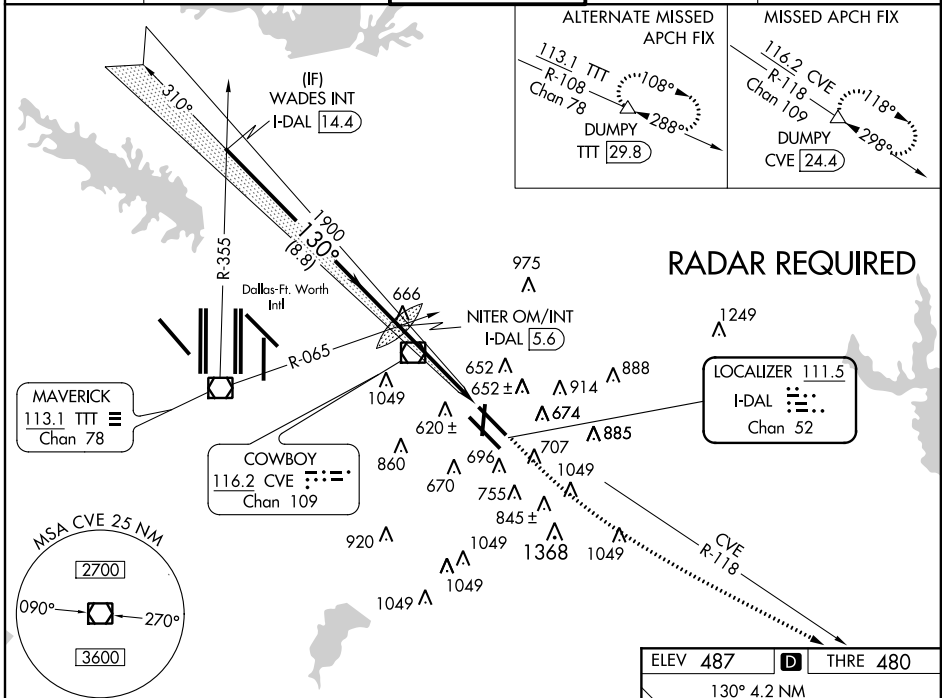 ALTERNATE MISSED
APCH FIX
113.1 TTT
R-108
Chan 78
108°
288°
DUMPY
TTT 29.8
MISSED APCH FIX
116.2 CVE
R-118
Chan 109
118°
298°
DUMPY
CVE 24.4
310°
(IF)
WADES INT
I-DAL 14.4
1900
130°
(8.8)
R-355
RADAR REQUIRED
Dallas-Ft. Worth
Intl
666
975
NITER OM/INT
I-DAL 5.6
1249
R-065
652
652 ±
914
888
LOCALIZER 111.5
I-DAL
Chan 52
MAVERICK
113.1 TTT
Chan 78
1049
620 ±
674
885
COWBOY
116.2 CVE
Chan 109
860
696
707
670
1049
755
845 ±
MSA CVE 25 NM
2700
090°
270°
3600
920
1049
1368
1049
1049
1049
CVE
R-118
ELEV 487
D
THRE 480
130° 4.2 NM